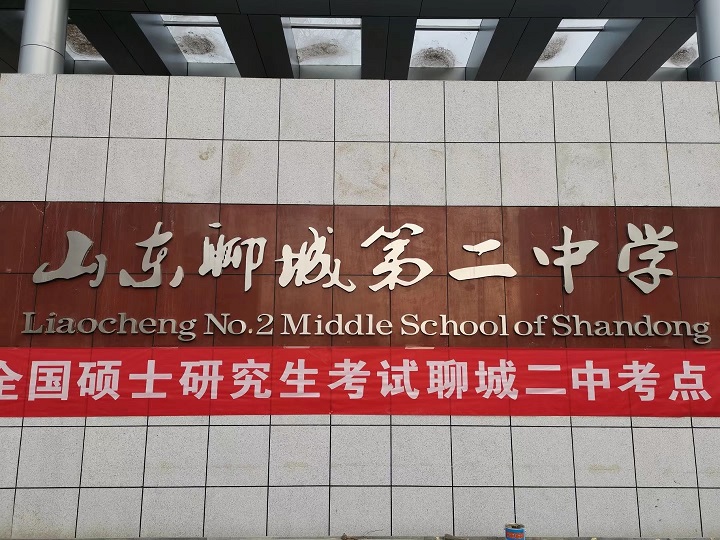 山东聊城第二中学
Liaocheng No.2 Middle School of Shandong
全国硕士研究生考试聊城二中考点